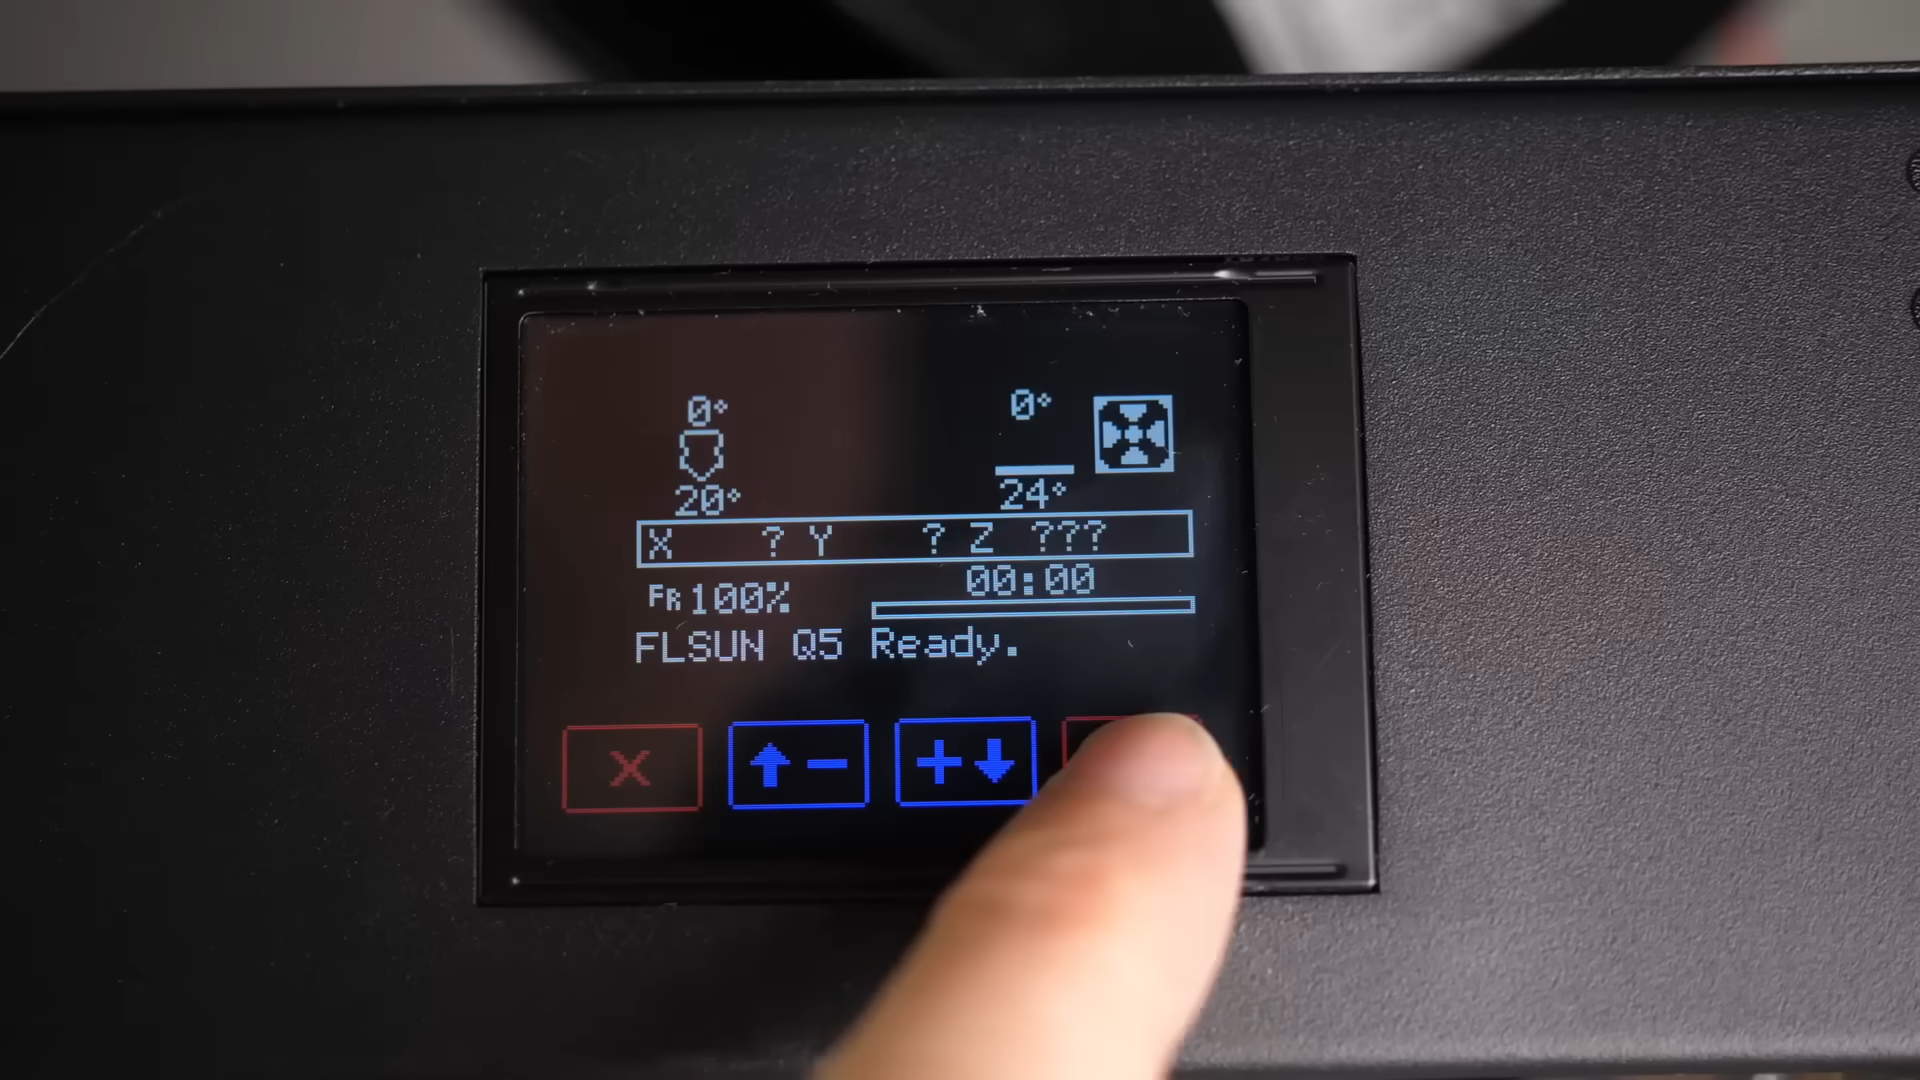 0° 0°
20° 24°
X ? Y ? Z ???
FR 100% 00:00
FLSUN Q5 Ready.
X - +